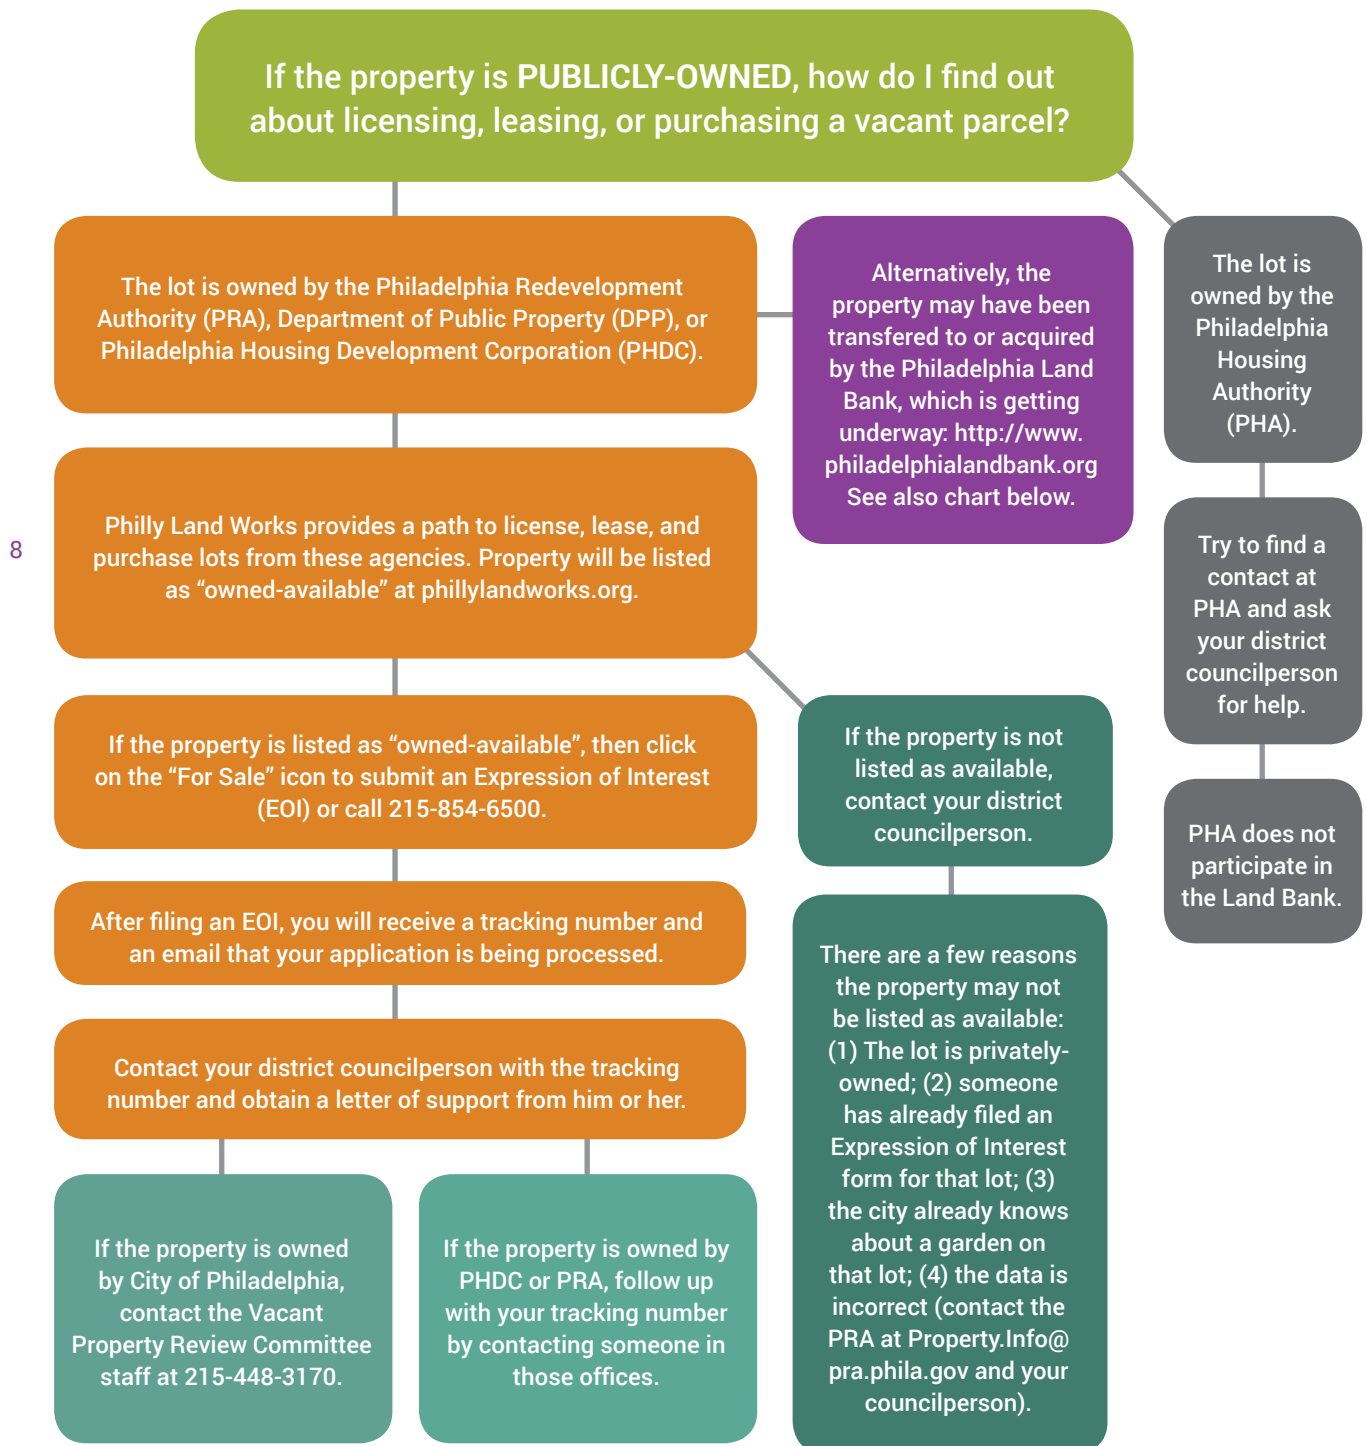 If the property is PUBLICLY-OWNED, how do I find out
about licensing, leasing, or purchasing a vacant parcel?
The lot is owned by the Philadelphia Redevelopment
Authority (PRA), Department of Public Property (DPP), or
Philadelphia Housing Development Corporation (PHDC).
Alternatively, the
property may have been
transfered to or acquired
by the Philadelphia Land
Bank, which is getting
underway: http://www.
philadelphialandbank.org
See also chart below.
The lot is
owned by the
Philadelphia
Housing
Authority
(PHA).
8
Philly Land Works provides a path to license, lease, and
purchase lots from these agencies. Property will be listed
as “owned-available” at phillylandworks.org.
Try to find a
contact at
PHA and ask
your district
councilperson
for help.
If the property is listed as “owned-available”, then click
on the “For Sale” icon to submit an Expression of Interest
(EOI) or call 215-854-6500.
If the property is not
listed as available,
contact your district
councilperson.
PHA does not
participate in
the Land Bank.
After filing an EOI, you will receive a tracking number and
an email that your application is being processed.
There are a few reasons
the property may not
be listed as available:
(1) The lot is privately-
owned; (2) someone
has already filed an
Expression of Interest
form for that lot; (3)
the city already knows
about a garden on
that lot; (4) the data is
incorrect (contact the
PRA at Property.Info@
pra.phila.gov and your
councilperson).
Contact your district councilperson with the tracking
number and obtain a letter of support from him or her.
If the property is owned
by City of Philadelphia,
contact the Vacant
Property Review Committee
staff at 215-448-3170.
If the property is owned by
PHDC or PRA, follow up
with your tracking number
by contacting someone in
those offices.